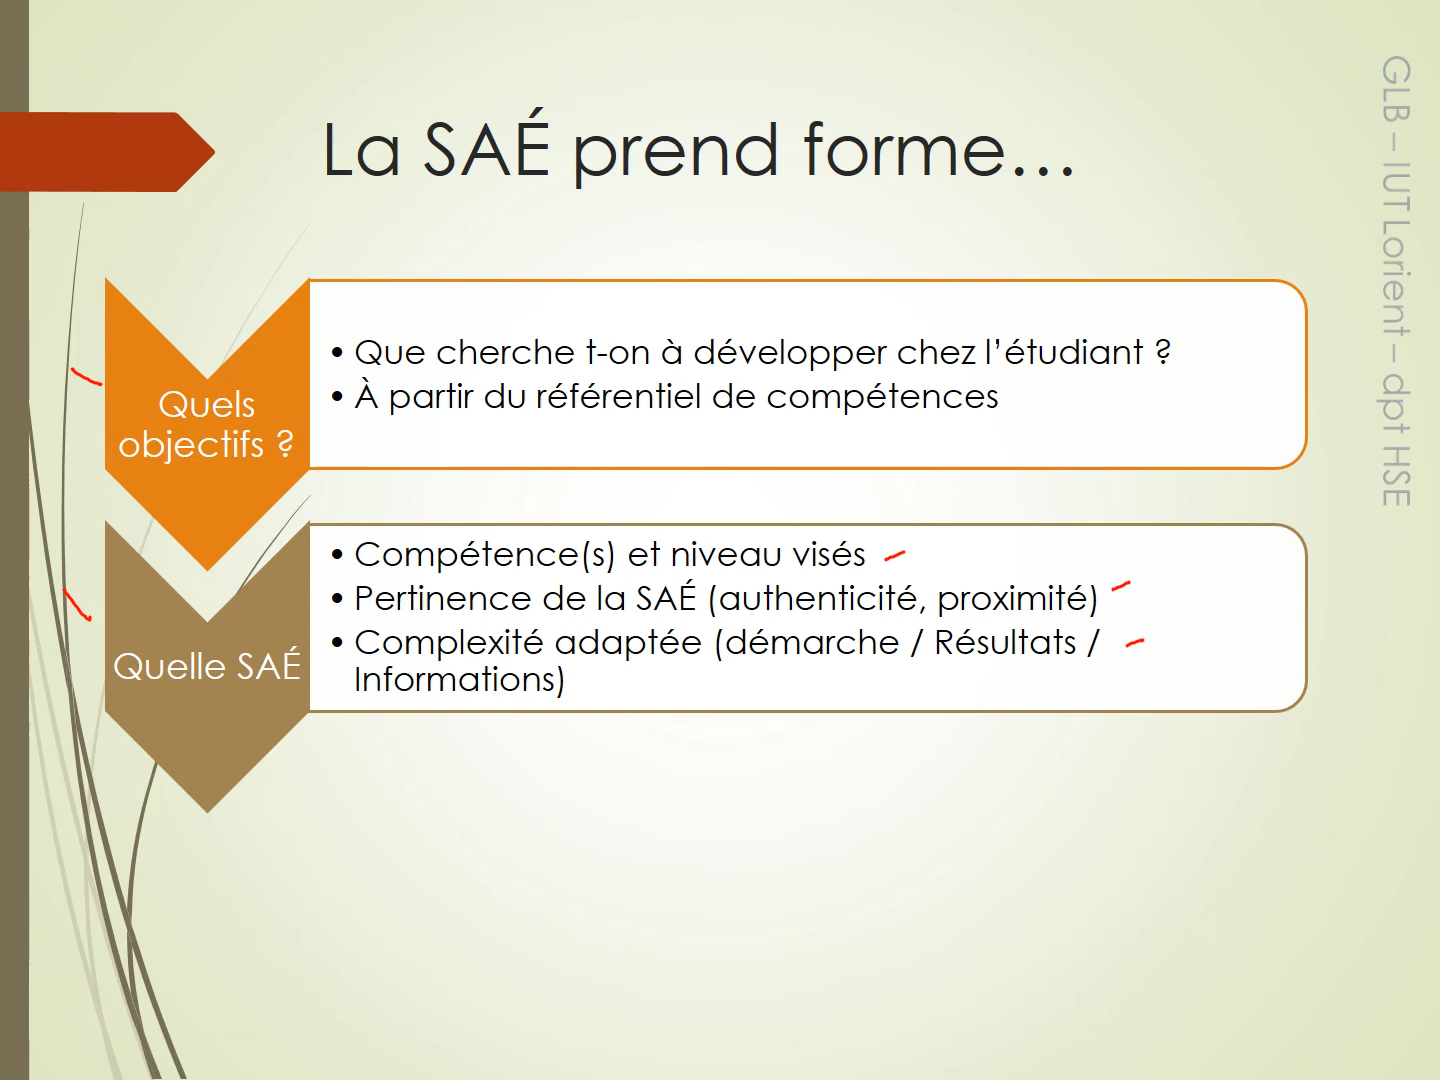 La SAÉ prend forme...
Quels
objectifs ?
• Que cherche t-on à développer chez l’étudiant ?
• À partir du référentiel de compétences
Quelle SAÉ
• Compétence(s) et niveau visés
• Pertinence de la SAÉ (authenticité, proximité)
• Complexité adaptée (démarche / Résultats /
Informations)
GLB – IUT Lorient – dpt HSE